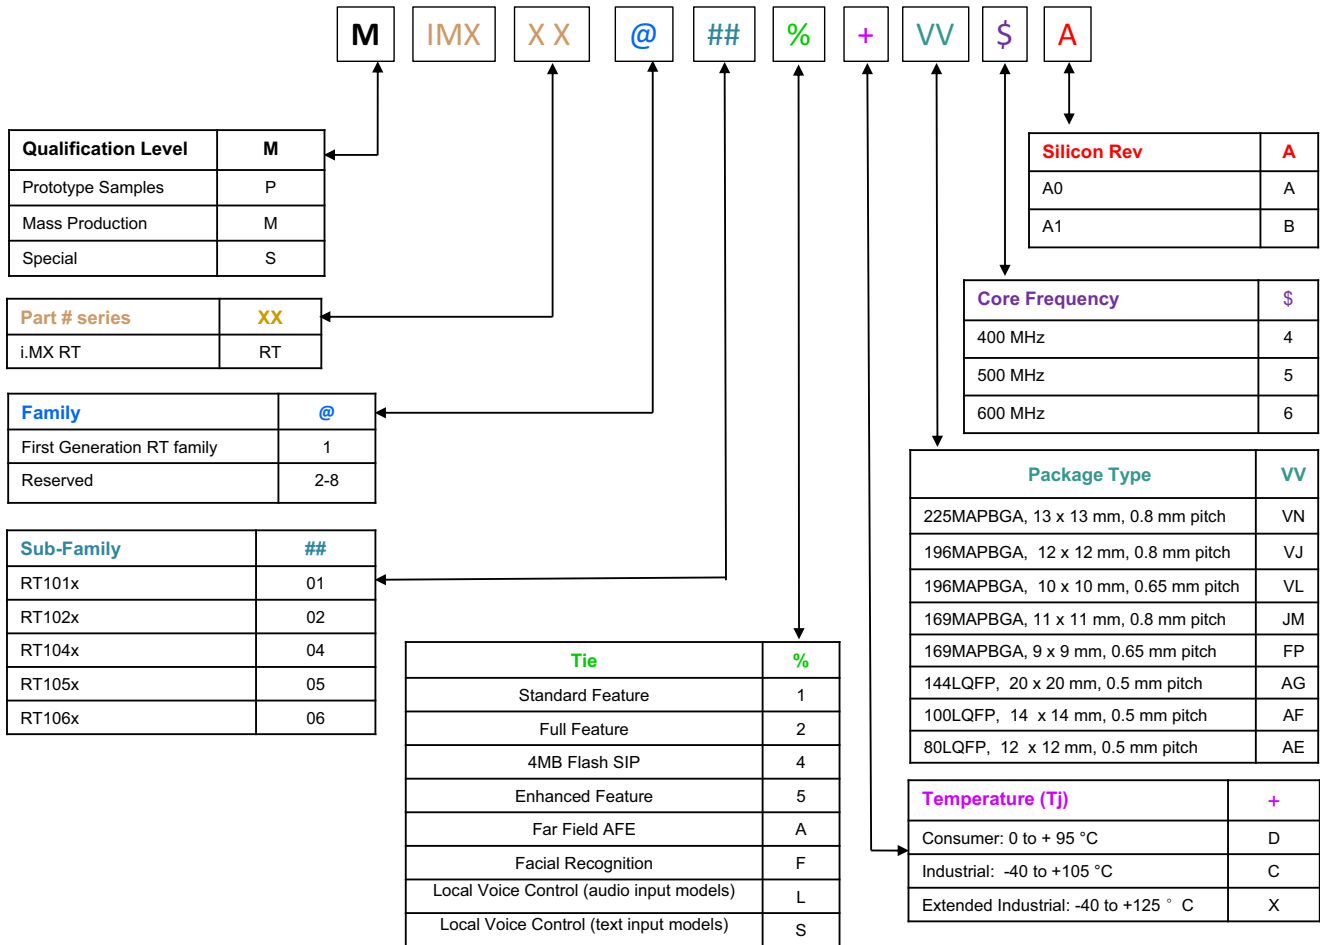 M IMX X X @ ## % + VV $ A
Qualification Level M
Prototype Samples P
Mass Production M
Special S
Part # series XX
i.MX RT RT
Family @
First Generation RT family 1
Reserved 2-8
Sub-Family ##
RT101x 01
RT102x 02
RT104x 04
RT105x 05
RT106x 06
Tie %
Standard Feature 1
Full Feature 2
4MB Flash SIP 4
Enhanced Feature 5
Far Field AFE A
Facial Recognition F
Local Voice Control (audio input models) L
Local Voice Control (text input models) S
Silicon Rev A
A0 A
A1 B
Core Frequency $
400 MHz 4
500 MHz 5
600 MHz 6
Package Type VV
225MAPBGA, 13 x 13 mm, 0.8 mm pitch VN
196MAPBGA, 12 x 12 mm, 0.8 mm pitch VJ
196MAPBGA, 10 x 10 mm, 0.65 mm pitch VL
169MAPBGA, 11 x 11 mm, 0.8 mm pitch JM
169MAPBGA, 9 x 9 mm, 0.65 mm pitch FP
144LQFP, 20 x 20 mm, 0.5 mm pitch AG
100LQFP, 14 x 14 mm, 0.5 mm pitch AF
80LQFP, 12 x 12 mm, 0.5 mm pitch AE
Temperature (Tj) +
Consumer: 0 to + 95 °C D
Industrial: -40 to +105 °C C
Extended Industrial: -40 to +125 ° C X